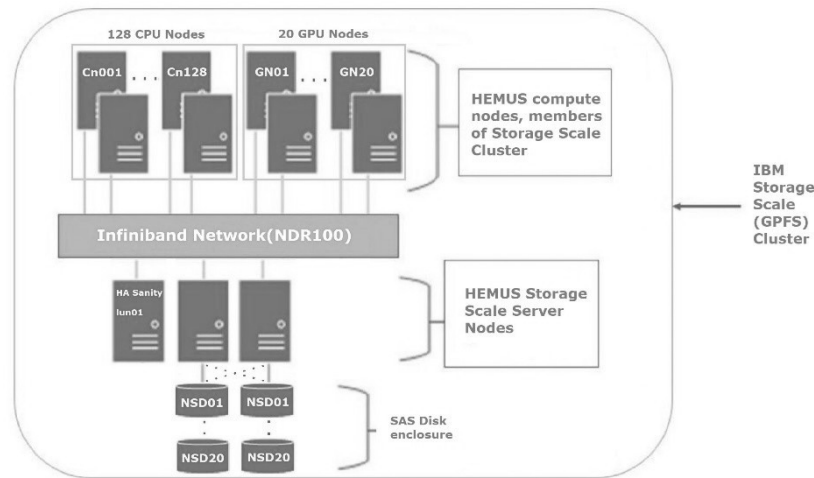 128 CPU Nodes
20 GPU Nodes
Cn001
Cn128
GN01
GN20
HEMUS compute
nodes, members
of Storage Scale
Cluster
IBM
Storage
Scale
(GPFS)
Cluster
Infiniband Network(NDR100)
HA Sanity
lun01
HEMUS Storage
Scale Server
Nodes
NSD01
NSD01
NSD20
NSD20
SAS Disk
enclosure